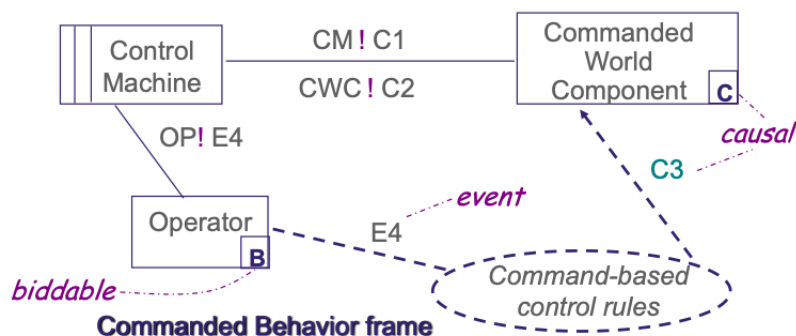 Control
Machine
CM ! C1
CWC ! C2
Commanded
World
Component
C
causal
OP! E4
C3
event
Operator
B
E4
biddable
Command-based
control rules
Commanded Behavior frame